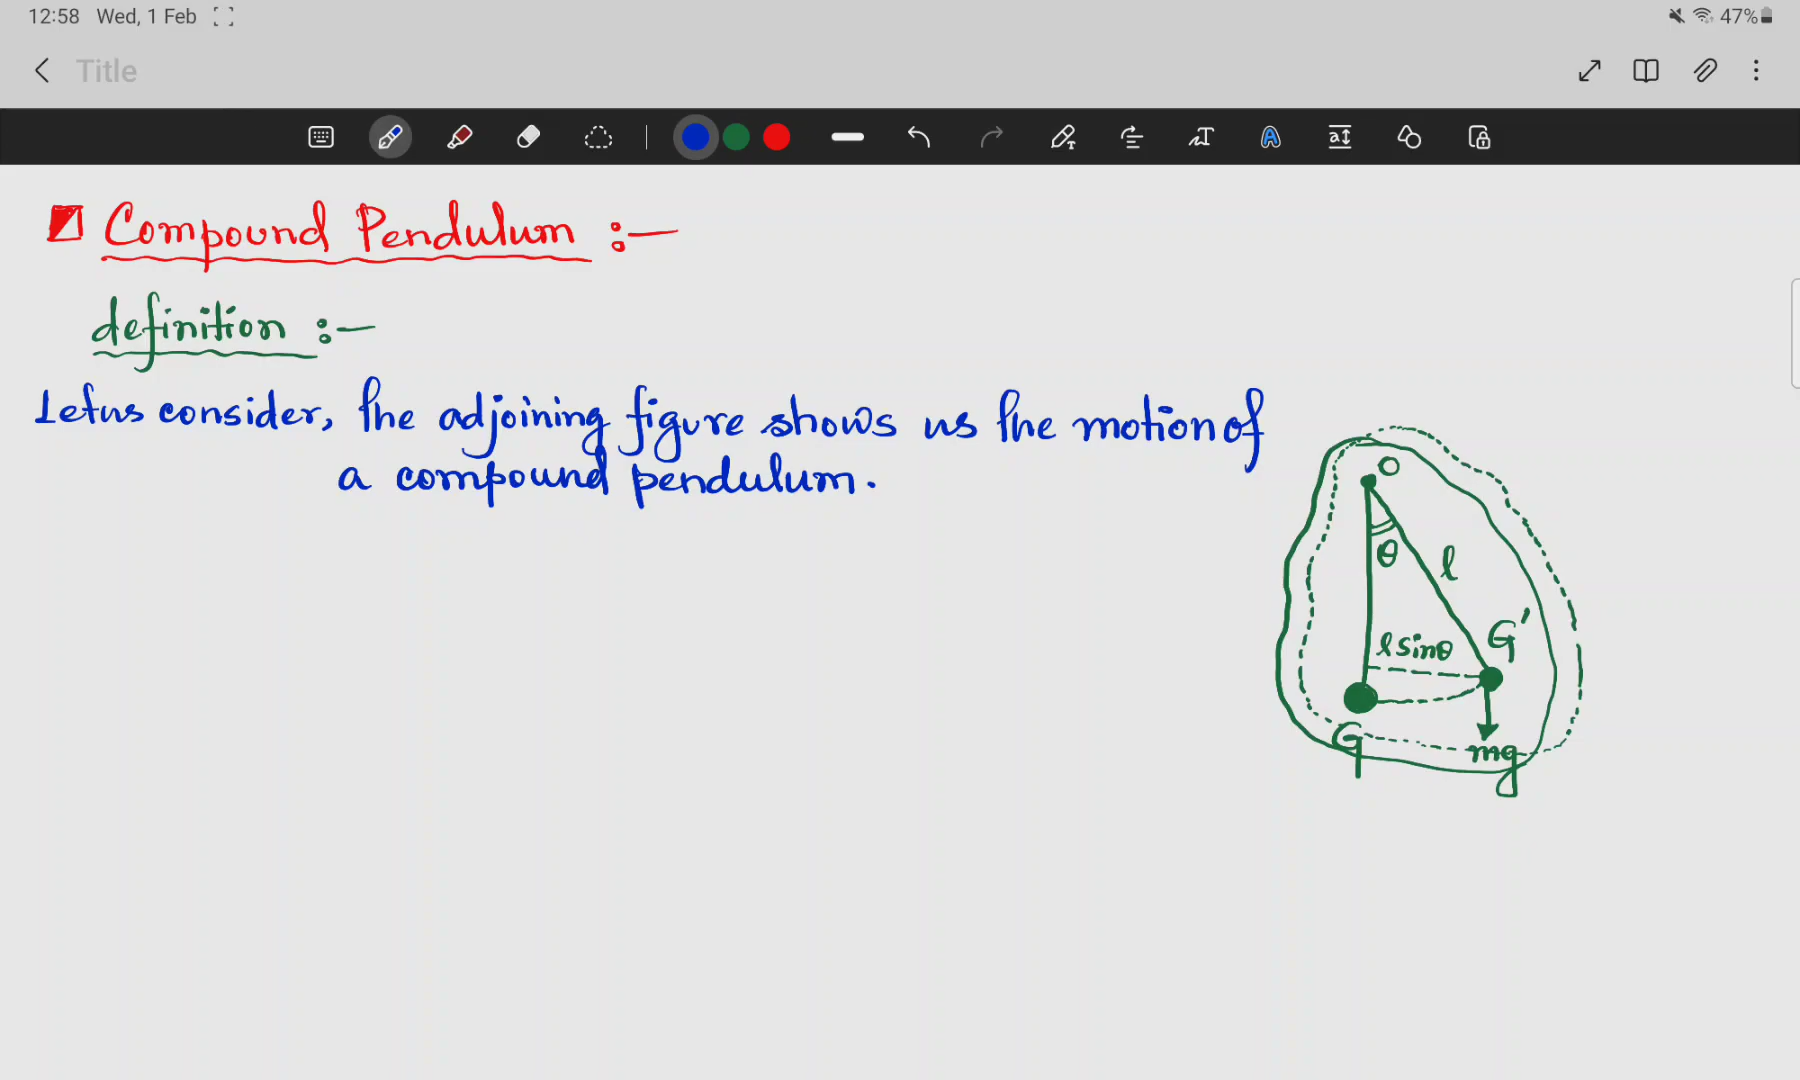 12:58 Wed, 1 Feb 47%
Title
Compound Pendulum :-
definition :-
Letus consider, the adjoining figure shows us the motion of
a compound pendulum.
O
θ
l
G'
l sinθ
G
mg